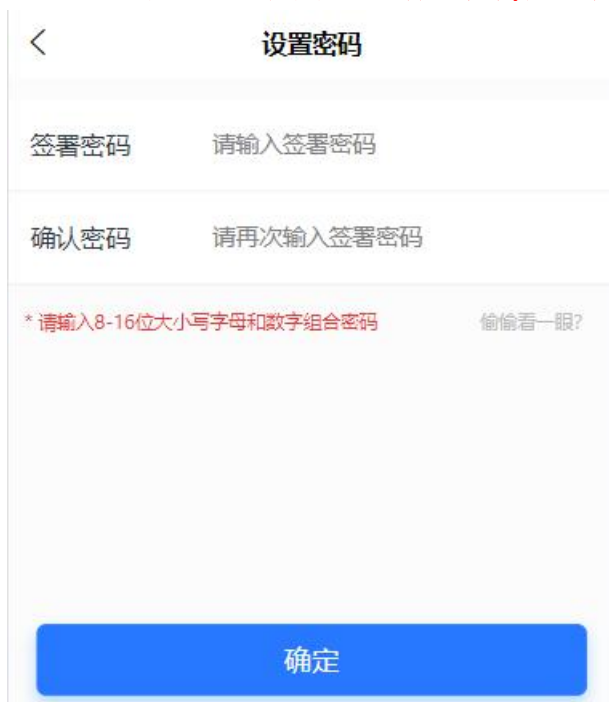 设置密码
签署密码 请输入签署密码
确认密码 请再次输入签署密码
* 请输入8-16位大小写字母和数字组合密码 偷偷看一眼?
确定